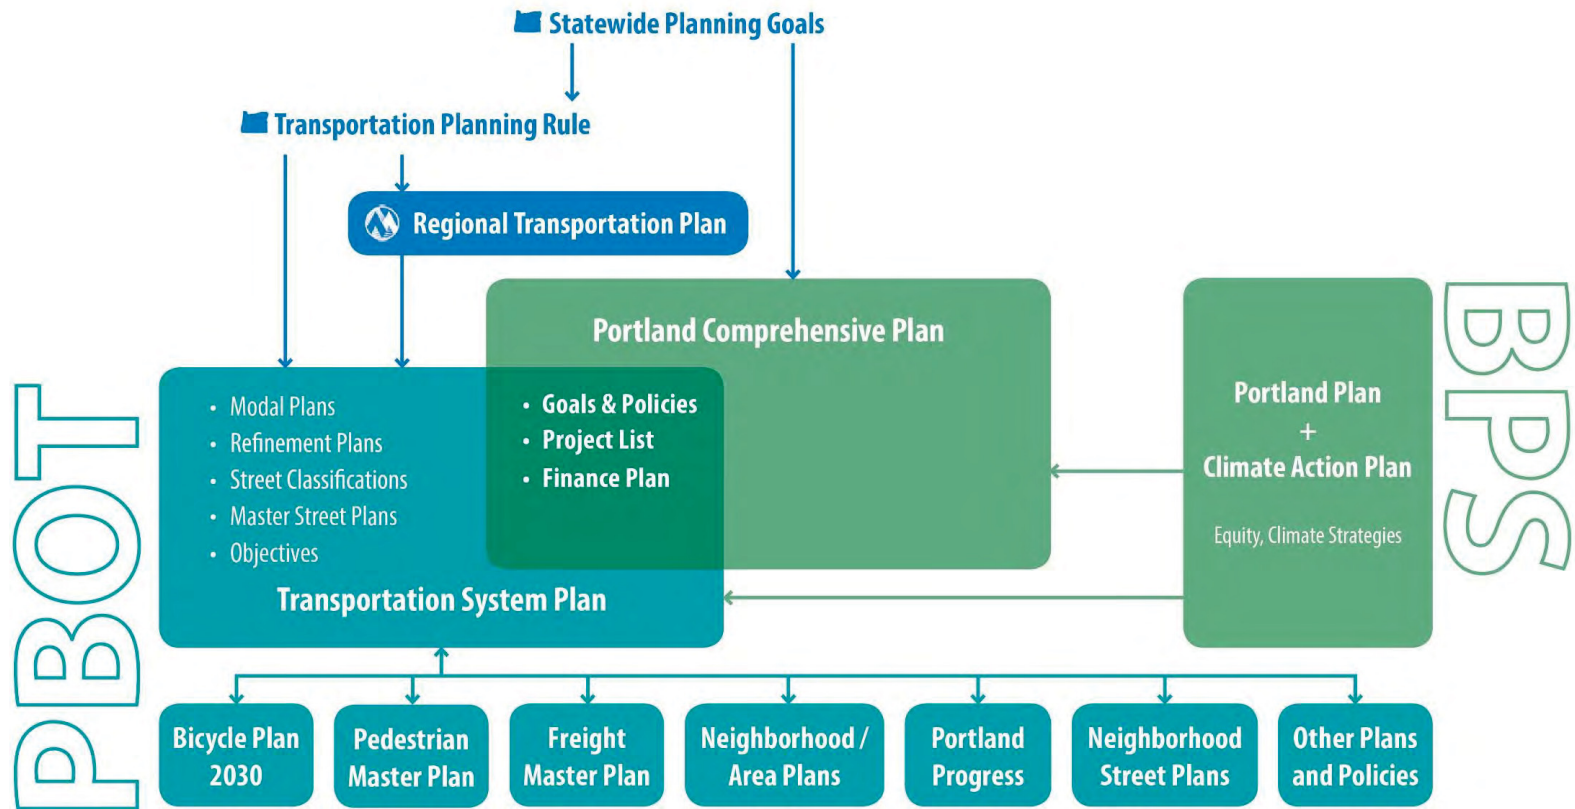 Statewide Planning Goals
Transportation Planning Rule
Regional Transportation Plan
Portland Comprehensive Plan
• Modal Plans
• Refinement Plans
• Street Classifications
• Master Street Plans
• Objectives
• Goals & Policies
• Project List
• Finance Plan
Transportation System Plan
Portland Plan
+
Climate Action Plan
Equity, Climate Strategies
PBOT
BPS
Bicycle Plan
2030
Pedestrian
Master Plan
Freight
Master Plan
Neighborhood /
Area Plans
Portland
Progress
Neighborhood
Street Plans
Other Plans
and Policies